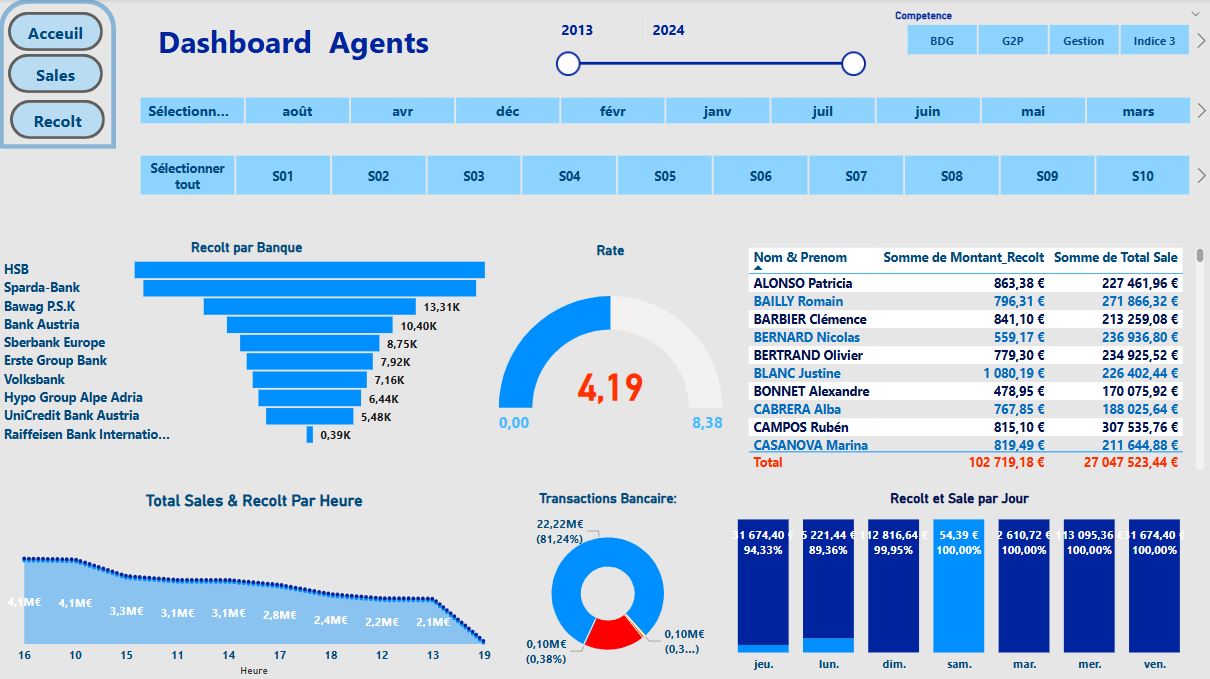 Acceuil
Sales
Recolt
Dashboard Agents
2013
2024
Competence
BDG
G2P
Gestion
Indice 3
Sélectionn...
août
avr
déc
févr
janv
juil
juin
mai
mars
Sélectionner tout
S01
S02
S03
S04
S05
S06
S07
S08
S09
S10
Recolt par Banque
HSB
Sparda-Bank
Bawag P.S.K 13,31K
Bank Austria 10,40K
Sberbank Europe 8,75K
Erste Group Bank 7,92K
Volksbank 7,16K
Hypo Group Alpe Adria 6,44K
UniCredit Bank Austria 5,48K
Raiffeisen Bank Internatio... 0,39K
Rate
4,19
0,00
8,38
Nom & Prenom Somme de Montant_Recolt Somme de Total Sale
ALONSO Patricia 863,38 € 227 461,96 €
BAILLY Romain 796,31 € 271 866,32 €
BARBIER Clémence 841,10 € 213 259,08 €
BERNARD Nicolas 559,17 € 236 936,80 €
BERTRAND Olivier 779,30 € 234 925,52 €
BLANC Justine 1 080,19 € 226 402,44 €
BONNET Alexandre 478,95 € 170 075,92 €
CABRERA Alba 767,85 € 188 025,64 €
CAMPOS Rubén 815,10 € 307 535,76 €
CASANOVA Marina 819,49 € 211 644,88 €
Total 102 719,18 € 27 047 523,44 €
Total Sales & Recolt Par Heure
4,1M€ 4,1M€ 3,3M€ 3,1M€ 3,1M€ 2,8M€ 2,4M€ 2,2M€ 2,1M€
16 10 15 11 14 17 18 12 13 19
Heure
Transactions Bancaire:
22,22M€
(81,24%)
0,10M€
(0,38%)
0,10M€
(0,3...)
Recolt et Sale par Jour
31 674,40 €
94,33%
5 221,44 €
89,36%
112 816,64 €
99,95%
54,39 €
100,00%
2 610,72 €
100,00%
113 095,36 €
100,00%
31 674,40 €
100,00%
jeu. lun. dim. sam. mar. mer. ven.